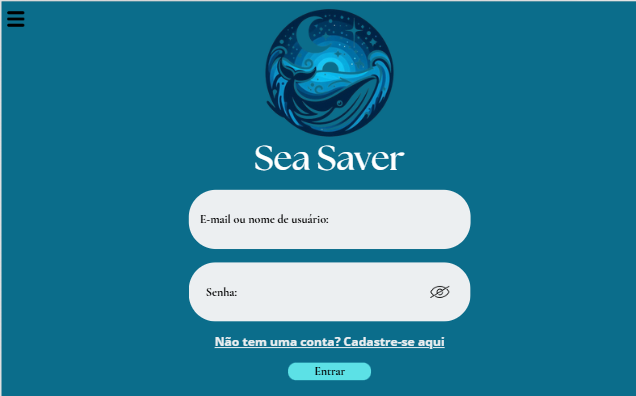 Sea Saver
E-mail ou nome de usuário:
Senha:
Não tem uma conta? Cadastre-se aqui
Entrar